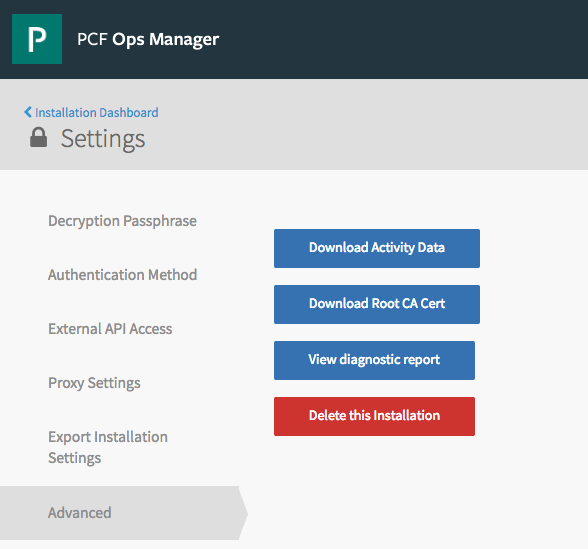 P
PCF Ops Manager
Installation Dashboard
Settings
Decryption Passphrase
Authentication Method
External API Access
Proxy Settings
Export Installation
Settings
Advanced
Download Activity Data
Download Root CA Cert
View diagnostic report
Delete this Installation